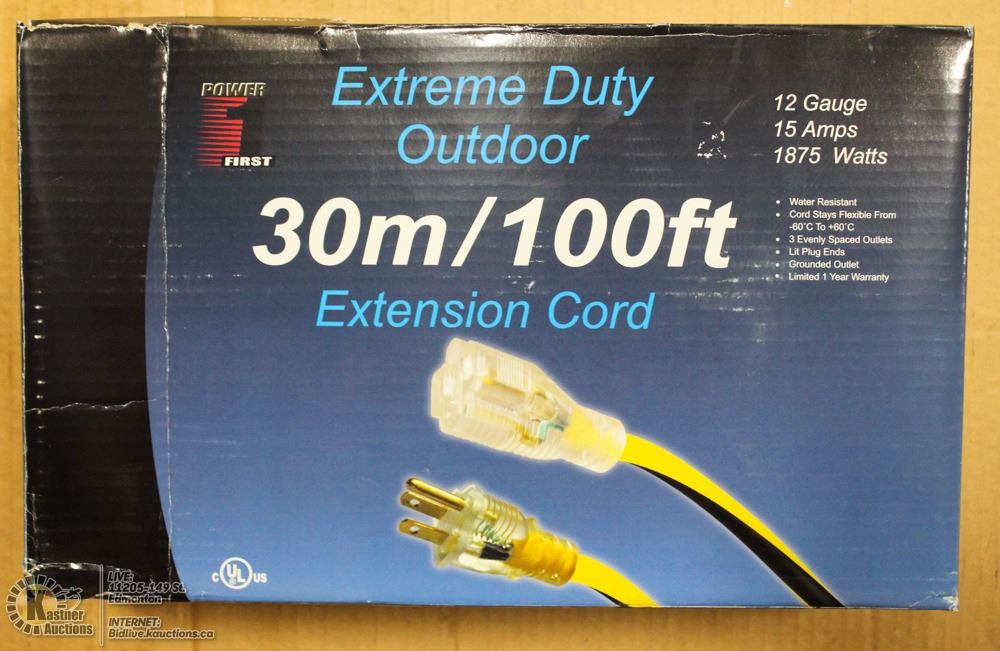 POWER
1
FIRST
Extreme Duty
Outdoor
30m/100ft
Extension Cord
12 Gauge
15 Amps
1875 Watts
• Water Resistant
• Cord Stays Flexible From
-60˚C To +60˚C
• 3 Evenly Spaced Outlets
• Lit Plug Ends
• Grounded Outlet
• Limited 1 Year Warranty
C UL US
Kastner
Auctions
LIVE:
11205-149 St.
Edmonton
INTERNET:
Bidlive.kauctions.ca